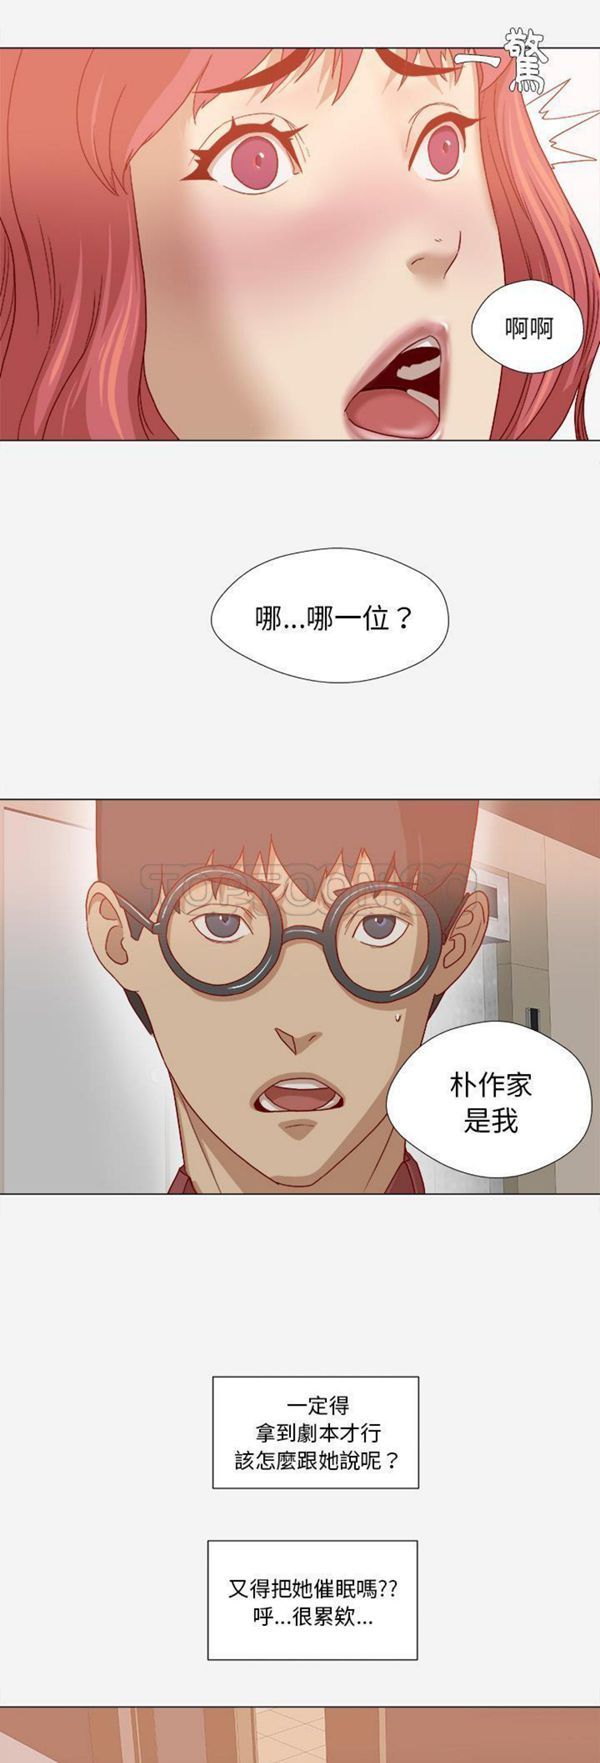 一驚
啊啊
哪...哪一位？
TOPTOON.CO
朴作家
是我
一定得
拿到劇本才行
該怎麼跟她說呢？
又得把她催眠嗎??
呼...很累欸...